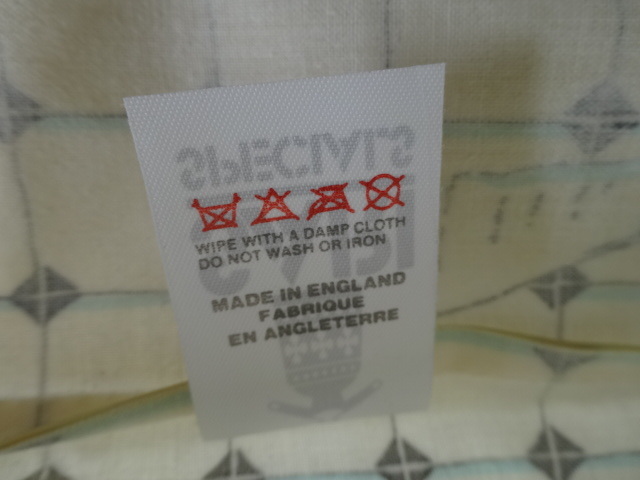 WIPE WITH A DAMP CLOTH
DO NOT WASH OR IRON
MADE IN ENGLAND
FABRIQUE
EN ANGLETERRE